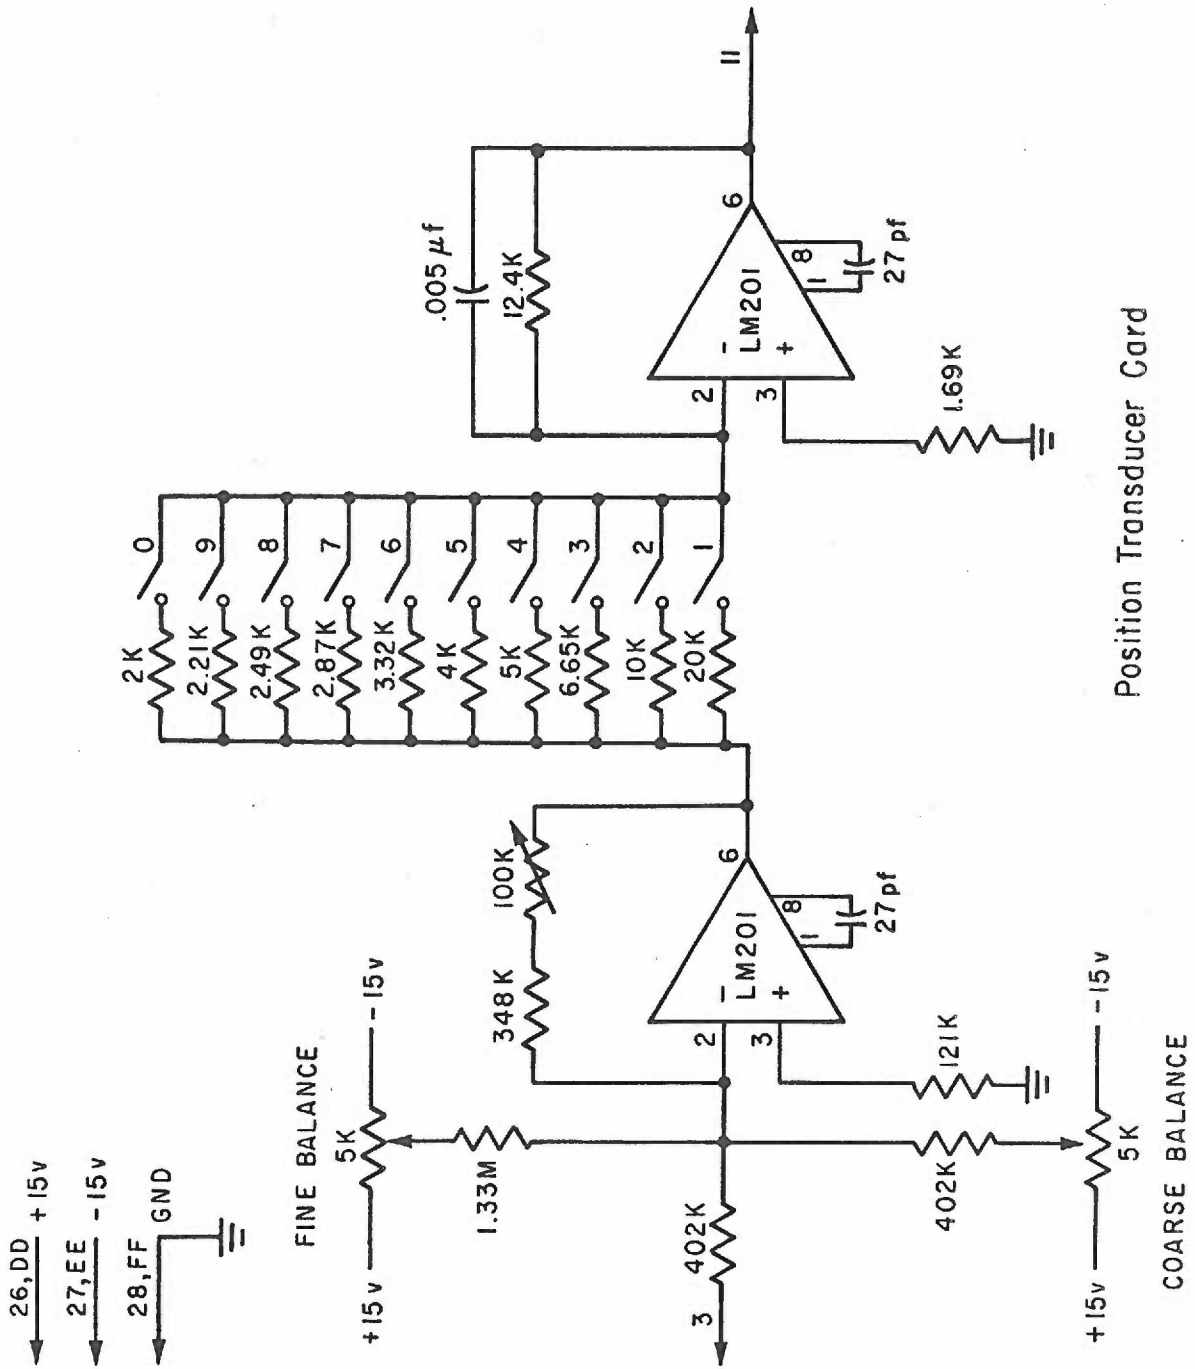 26,DD +15v
27,EE -15v
28,FF GND
FINE BALANCE
5K
+15v
-15v
1.33M
3
402K
402K
+15v
-15v
5K
COARSE BALANCE
348K
100K
2
3
-
+
LM201
6
8
1
27pf
121K
2K
0
2.21K
9
2.49K
8
2.87K
7
3.32K
6
4K
5
5K
4
6.65K
3
10K
2
20K
1
.005 µf
12.4K
2
3
-
+
LM201
6
8
1
27pf
1.69K
11
Position Transducer Card